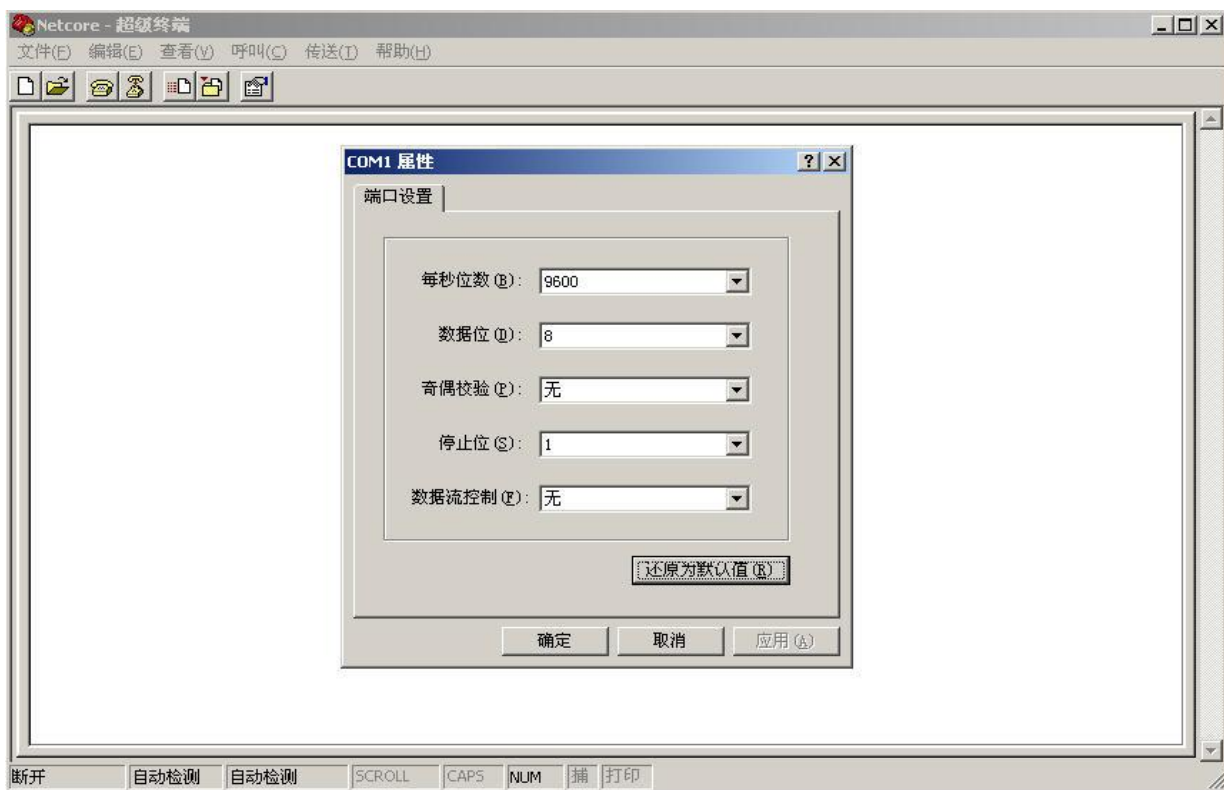 Netcore - 超级终端
文件(F) 编辑(E) 查看(V) 呼叫(C) 传送(T) 帮助(H)
COM1 属性
端口设置
每秒位数(B): 9600
数据位(D): 8
奇偶校验(P): 无
停止位(S): 1
数据流控制(F): 无
还原为默认值(R)
确定 取消 应用(A)
断开 自动检测 自动检测 SCROLL CAPS NUM 捕 打印